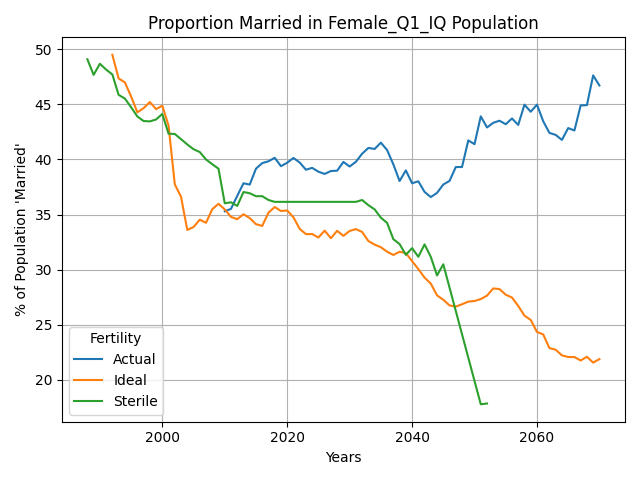 Proportion Married in Female_Q1_IQ Population
% of Population 'Married'
50
45
40
35
30
25
20
Fertility
Actual
Ideal
Sterile
2000 2020 2040 2060
Years